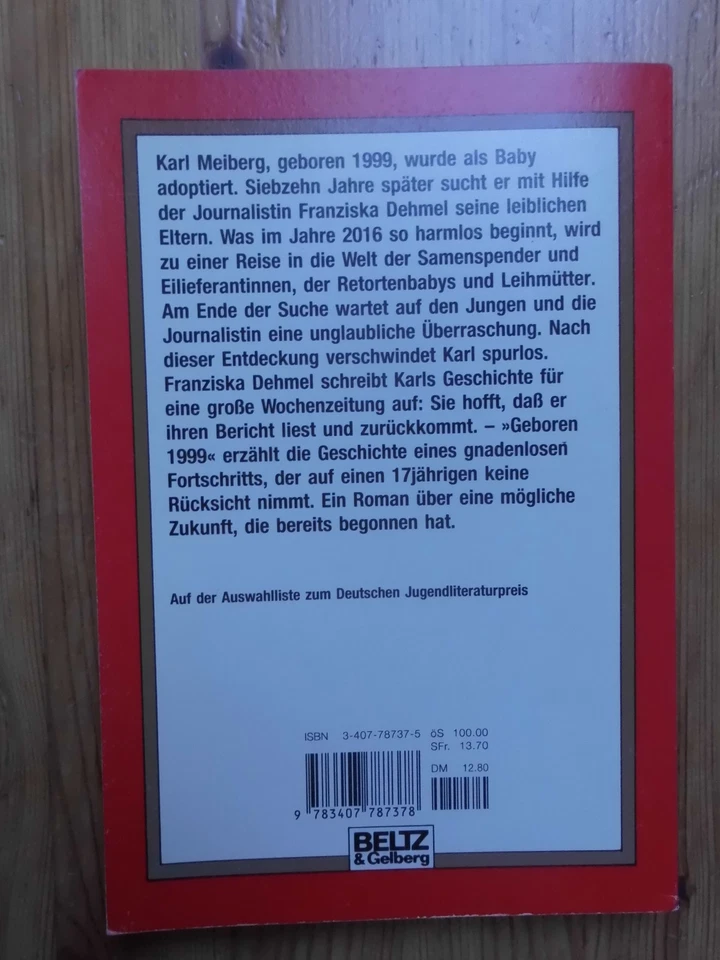 Karl Meiberg, geboren 1999, wurde als Baby
adoptiert. Siebzehn Jahre später sucht er mit Hilfe
der Journalistin Franziska Dehmel seine leiblichen
Eltern. Was im Jahre 2016 so harmlos beginnt, wird
zu einer Reise in die Welt der Samenspender und
Eilieferantinnen, der Retortenbabys und Leihmütter.
Am Ende der Suche wartet auf den Jungen und die
Journalistin eine unglaubliche Überraschung. Nach
dieser Entdeckung verschwindet Karl spurlos.
Franziska Dehmel schreibt Karls Geschichte für
eine große Wochenzeitung auf: Sie hofft, daß er
ihren Bericht liest und zurückkommt. – »Geboren
1999« erzählt die Geschichte eines gnadenlosen
Fortschritts, der auf einen 17jährigen keine
Rücksicht nimmt. Ein Roman über eine mögliche
Zukunft, die bereits begonnen hat.
Auf der Auswahlliste zum Deutschen Jugendliteraturpreis
ISBN 3-407-78737-5 öS 100.00
SFr. 13.70
DM 12.80
9 783407 787378
BELTZ
& Gelberg